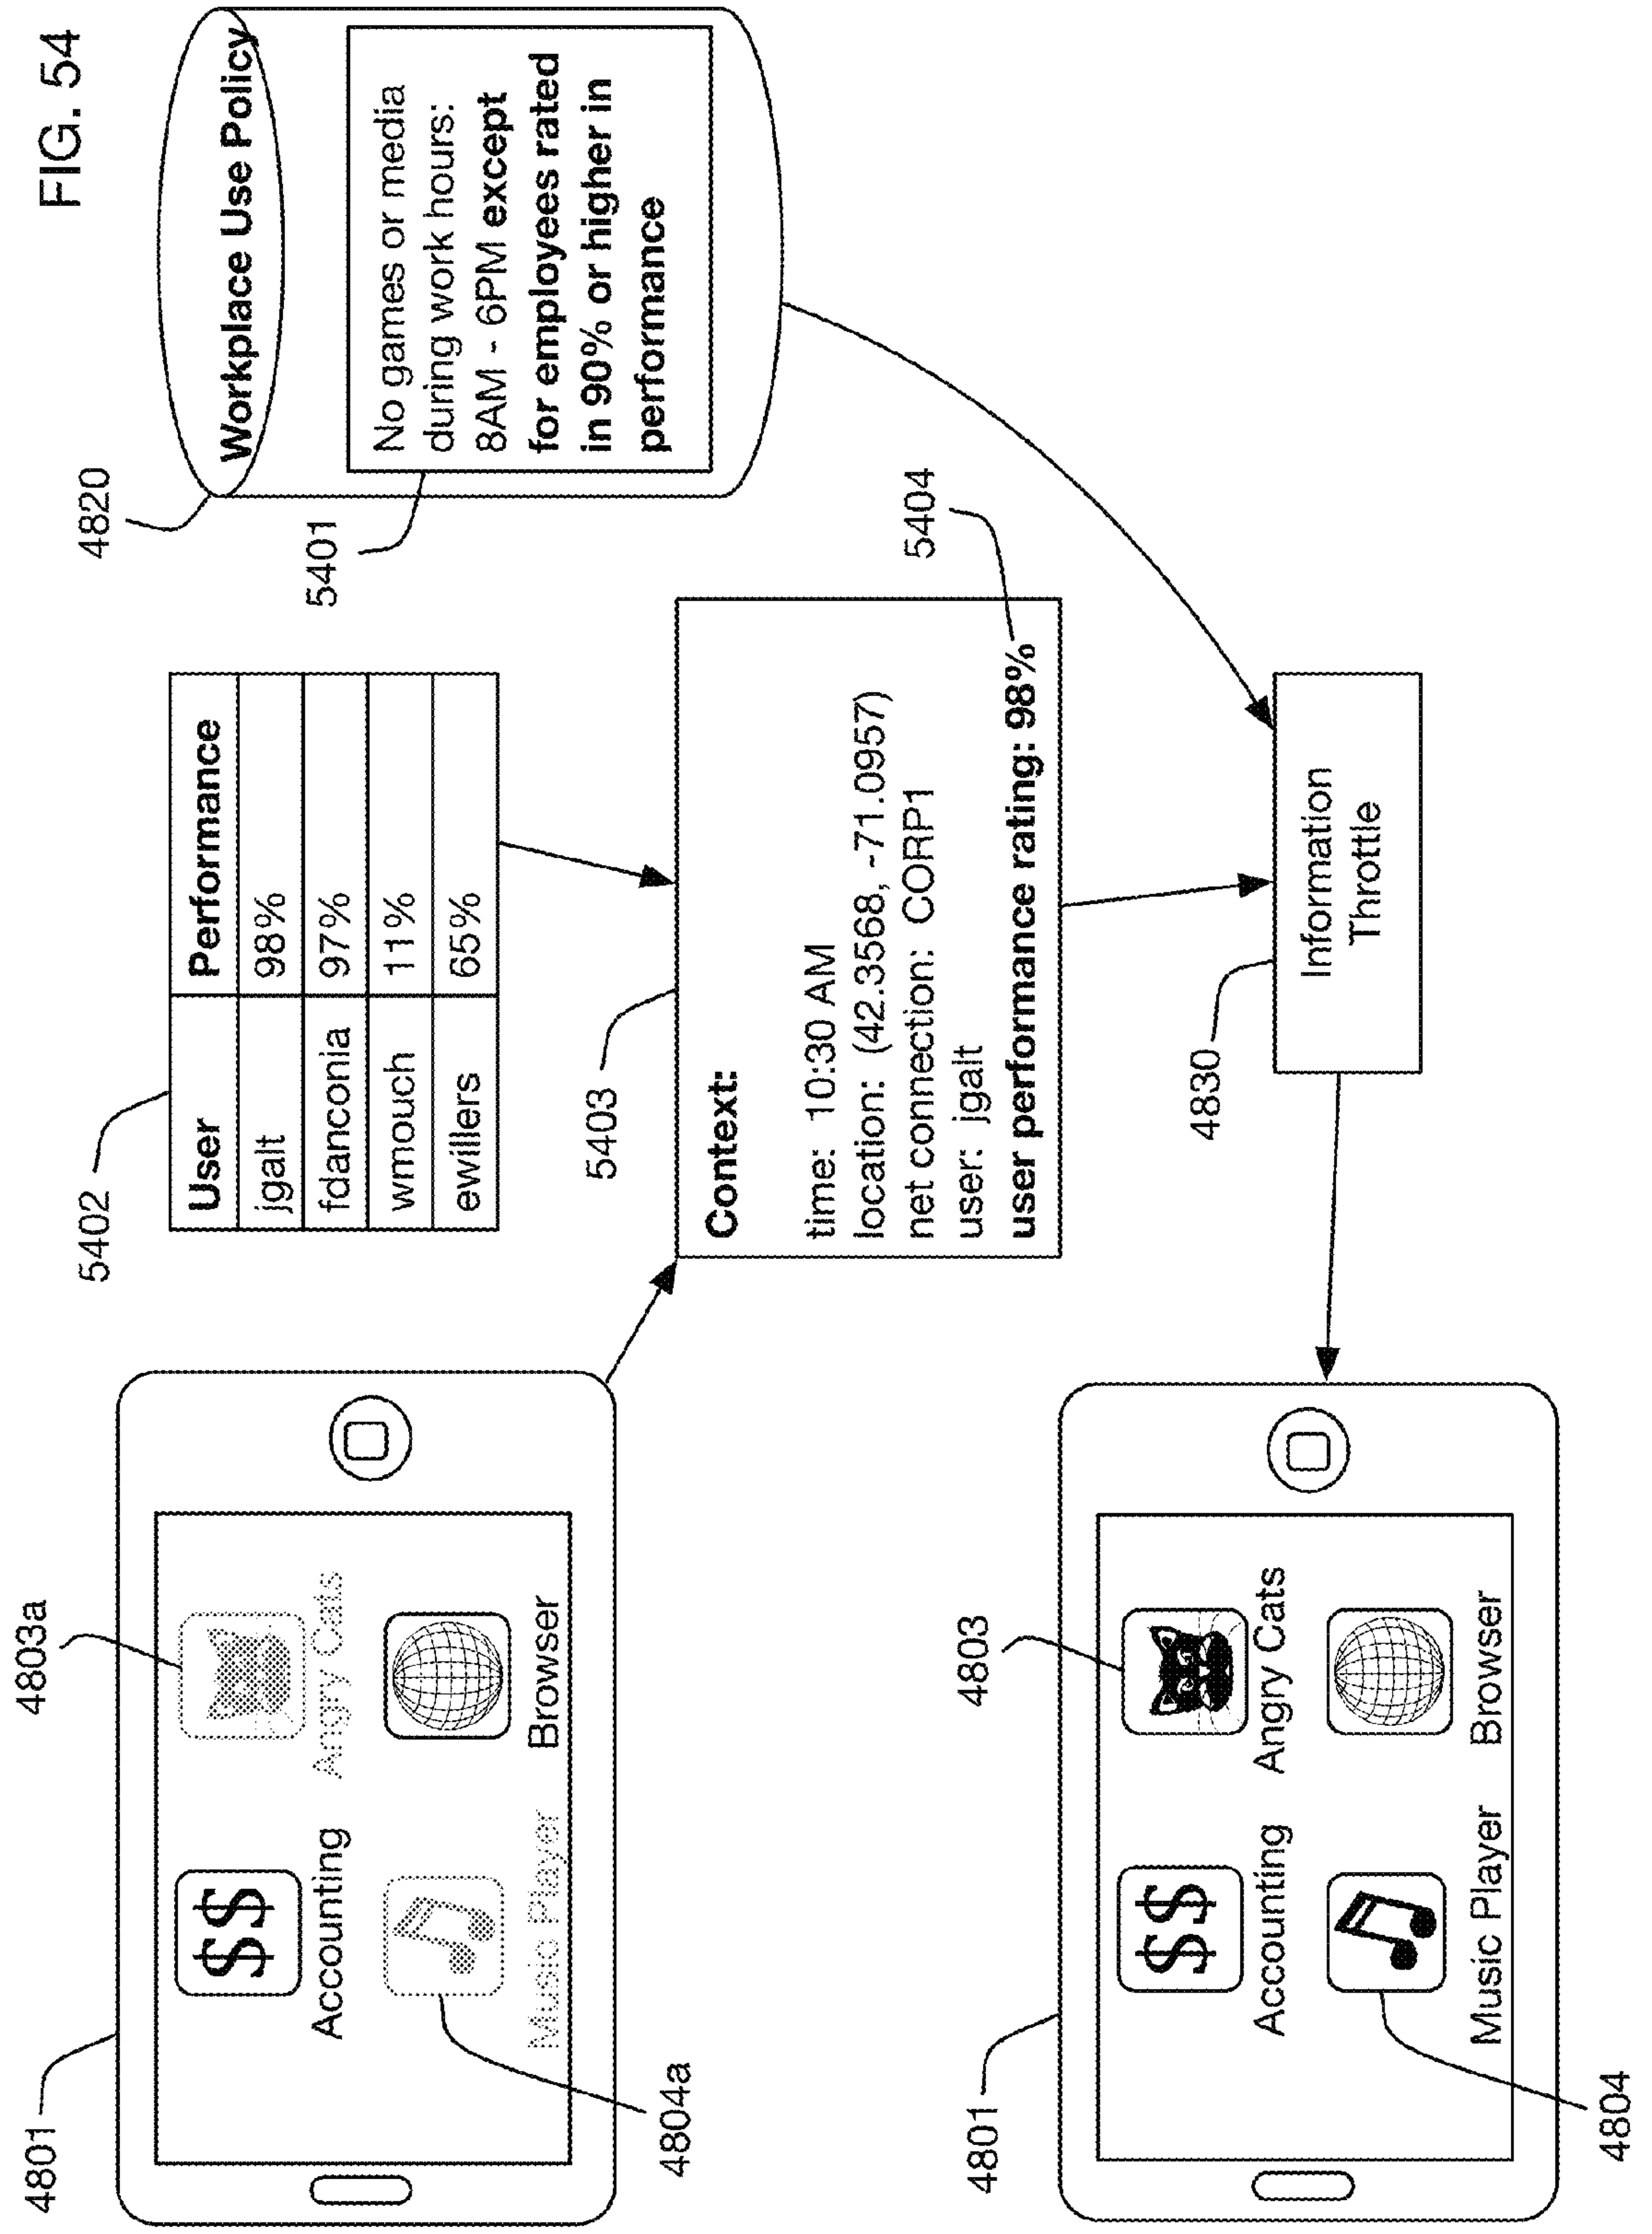 FIG. 54
4801
4803a
$$
Accounting
Angry Cats
Music Player
Browser
4804a
5402
User Performance
jgalt 98%
fdanconia 97%
wmouch 11%
ewillers 65%
4820
Workplace Use Policy
5401
No games or media
during work hours:
8AM - 6PM except
for employees rated
in 90% or higher in
performance
5403
Context:
time: 10:30 AM
location: (42.3568, -71.0957)
net connection: CORP1
user: jgalt
user performance rating: 98%
5404
4830
Information
Throttle
4801
4803
$$
Accounting
Angry Cats
Music Player
Browser
4804